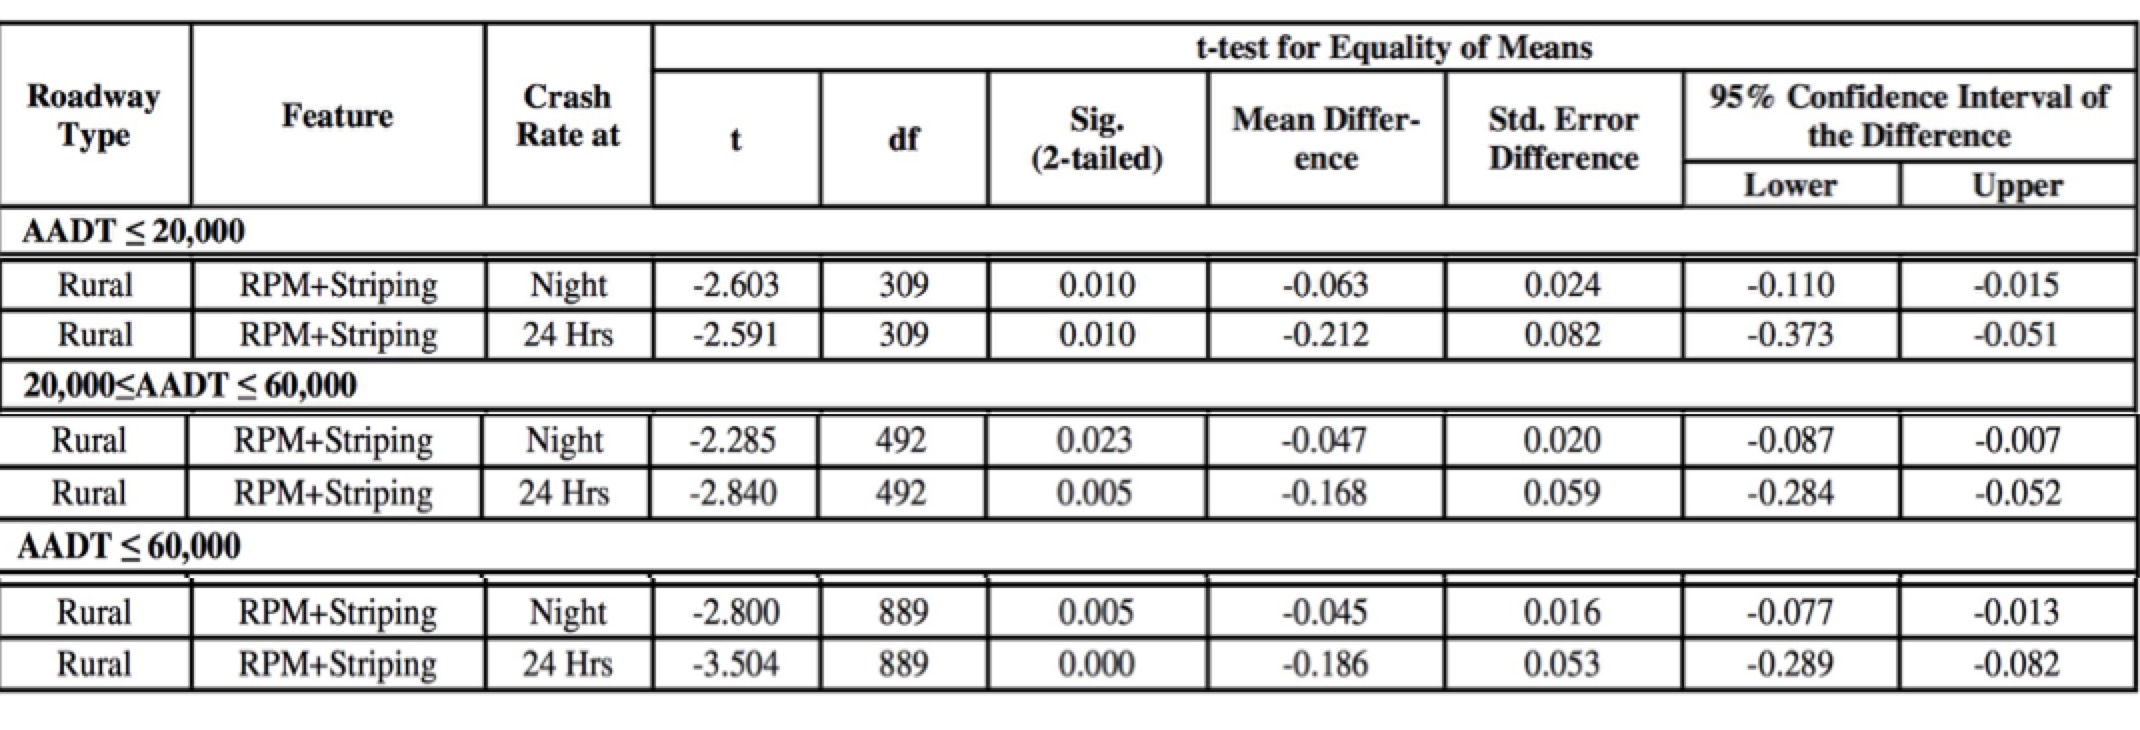 t-test for Equality of Means
Roadway Type
Feature
Crash Rate at
t
df
Sig. (2-tailed)
Mean Differ-ence
Std. Error Difference
95% Confidence Interval of the Difference
Lower Upper
AADT ≤ 20,000
Rural RPM+Striping Night -2.603 309 0.010 -0.063 0.024 -0.110 -0.015
Rural RPM+Striping 24 Hrs -2.591 309 0.010 -0.212 0.082 -0.373 -0.051
20,000≤AADT ≤ 60,000
Rural RPM+Striping Night -2.285 492 0.023 -0.047 0.020 -0.087 -0.007
Rural RPM+Striping 24 Hrs -2.840 492 0.005 -0.168 0.059 -0.284 -0.052
AADT ≤ 60,000
Rural RPM+Striping Night -2.800 889 0.005 -0.045 0.016 -0.077 -0.013
Rural RPM+Striping 24 Hrs -3.504 889 0.000 -0.186 0.053 -0.289 -0.082